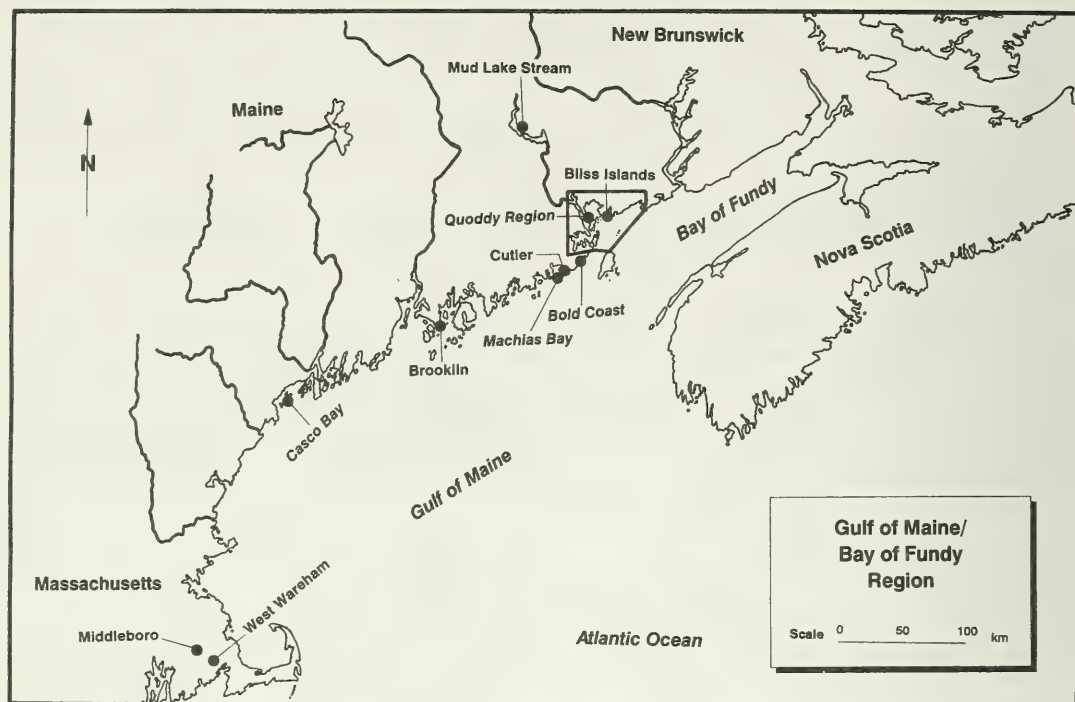 New Brunswick
Mud Lake Stream
Maine
N
Bliss Islands
Quoddy Region
Bay of Fundy
Nova Scotia
Cutler
Bold Coast
Machias Bay
Brooklin
Casco Bay
Gulf of Maine
Gulf of Maine/
Bay of Fundy
Region
Massachusetts
West Wareham
Middleboro
Atlantic Ocean
Scale 0 50 100 km